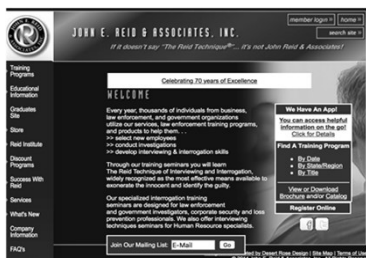 member login
home
search site
JOHN E. REID & ASSOCIATES, INC.
If it doesn't say "The Reid Technique®"... it's not John Reid & Associates!
Training
Programs
Educational
Information
Graduates
Site
Store
Reid Institute
Discount
Programs
Success With
Reid
Services
What's New
Company
Information
FAQ's
Celebrating 70 years of Excellence
WELCOME
Every year, thousands of individuals from business,
law enforcement, and government organizations
utilize our services, law enforcement training programs,
and products to help them. . .
>> select new employees
>> conduct investigations
>> develop interviewing & interrogation skills
Through our training seminars you will learn
The Reid Technique of Interviewing and Interrogation,
widely recognized as the most effective means available to
exonerate the innocent and identify the guilty.
Our specialized interrogation training
seminars are designed for law enforcement
and government investigators, corporate security and loss
prevention professionals. We also offer interviewing
techniques seminars for Human Resource specialists.
Join Our Mailing List: E-Mail Go
We Have An App!
You can access helpful
information on the go!
Click for Details
Find A Training Program
• By Date
• By State/Region
• By Title
View or Download
Brochure and/or Catalog
Register Online
by Desert Rose Design | Site Map | Terms of Use